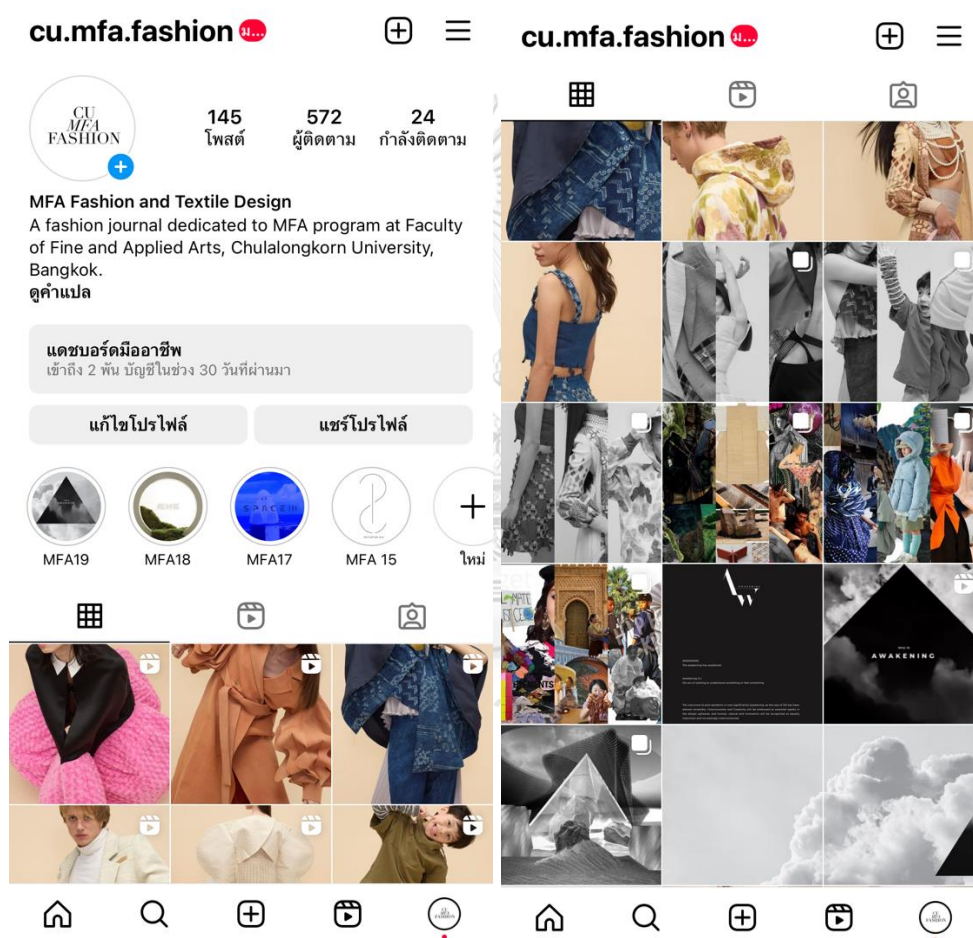 cu.mfa.fashion ม...
CU
MFA
FASHION
145 572 24
โพสต์ ผู้ติดตาม กำลังติดตาม
MFA Fashion and Textile Design
A fashion journal dedicated to MFA program at Faculty
of Fine and Applied Arts, Chulalongkorn University,
Bangkok.
ดูคำแปล
แดชบอร์ดมืออาชีพ
เข้าถึง 2 พัน บัญชีในช่วง 30 วันที่ผ่านมา
แก้ไขโปรไฟล์ แชร์โปรไฟล์
MFA19 MFA18 MFA17 MFA 15 ใหม่
cu.mfa.fashion ม...
AWAKENING